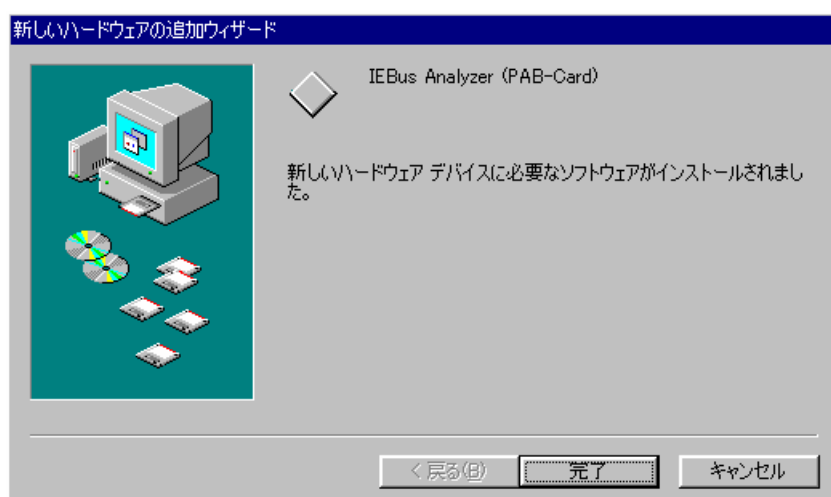 新しいハードウェアの追加ウィザード
IEBus Analyzer (PAB-Card)
新しいハードウェア デバイスに必要なソフトウェアがインストールされまし
た。
< 戻る(B)
完了
キャンセル